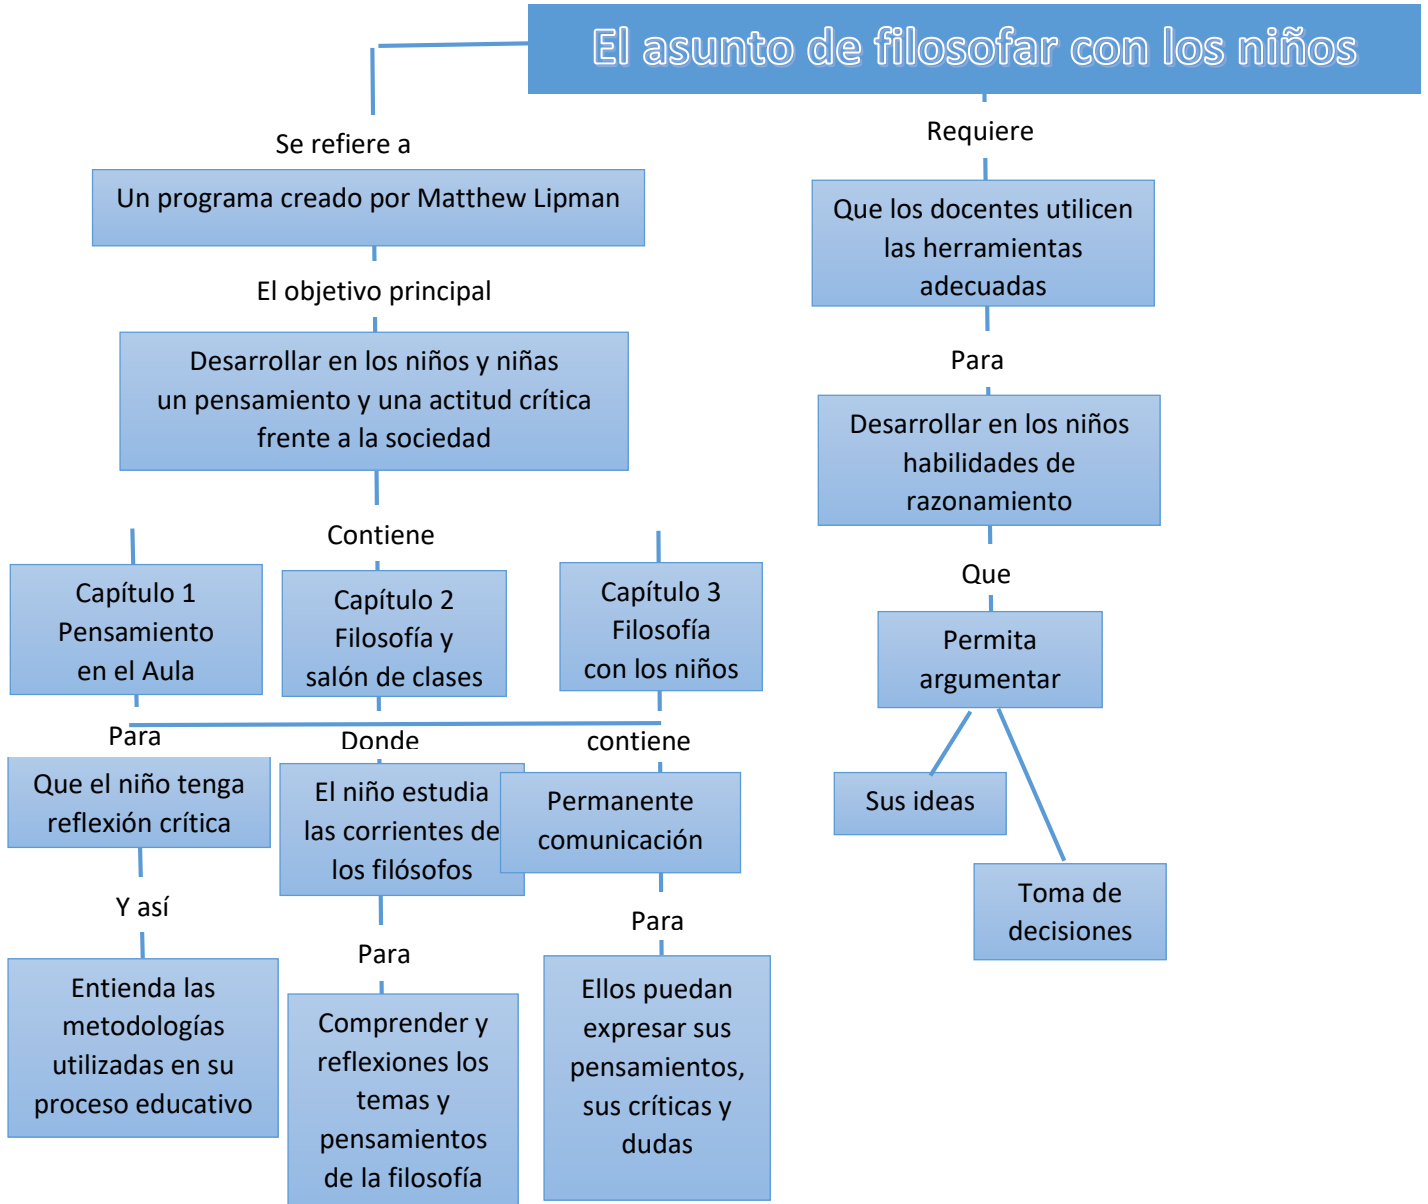 El asunto de filosofar con los niños
Se refiere a
Un programa creado por Matthew Lipman
El objetivo principal
Desarrollar en los niños y niñas
un pensamiento y una actitud crítica
frente a la sociedad
Contiene
Capítulo 1
Pensamiento
en el Aula
Para
Que el niño tenga
reflexión crítica
Y así
Entienda las
metodologías
utilizadas en su
proceso educativo
Capítulo 2
Filosofía y
salón de clases
Donde
El niño estudia
las corrientes de
los filósofos
Para
Comprender y
reflexiones los
temas y
pensamientos
de la filosofía
Capítulo 3
Filosofía
con los niños
contiene
Permanente
comunicación
Para
Ellos puedan
expresar sus
pensamientos,
sus críticas y
dudas
Requiere
Que los docentes utilicen
las herramientas
adecuadas
Para
Desarrollar en los niños
habilidades de
razonamiento
Que
Permita
argumentar
Sus ideas
Toma de
decisiones